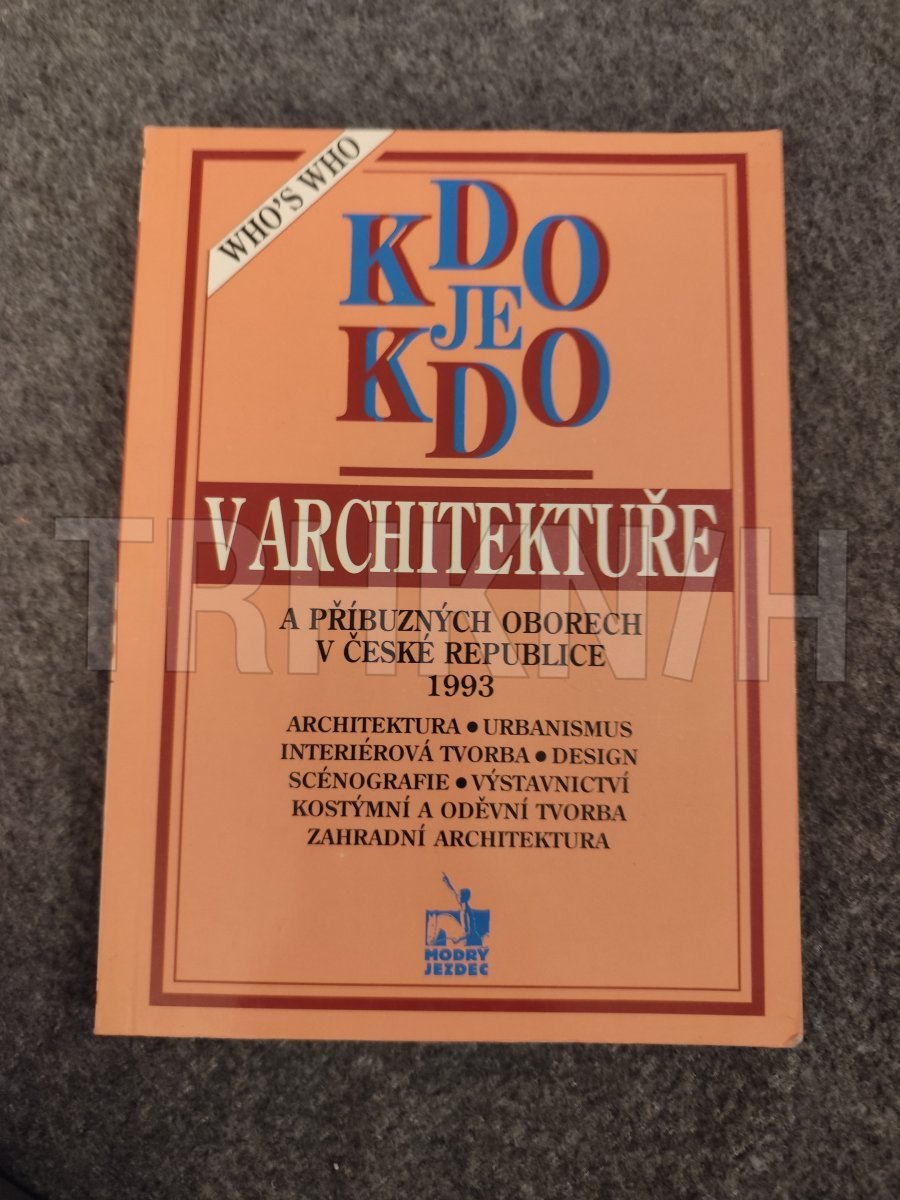 WHO'S WHO
KDO
JE
KDO
V ARCHITEKTUŘE
A PŘÍBUZNÝCH OBORECH
V ČESKÉ REPUBLICE
1993
ARCHITEKTURA • URBANISMUS
INTERIÉROVÁ TVORBA • DESIGN
SCÉNOGRAFIE • VÝSTAVNICTVÍ
KOSTÝMNÍ A ODĚVNÍ TVORBA
ZAHRADNÍ ARCHITEKTURA
MODRÝ
JEZDEC
TRHKNIH